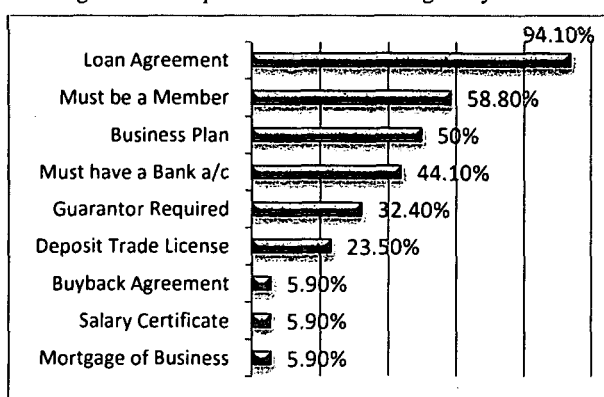 94.10%
Loan Agreement
Must be a Member 58.80%
Business Plan 50%
Must have a Bank a/c 44.10%
Guarantor Required 32.40%
Deposit Trade License 23.50%
Buyback Agreement 5.90%
Salary Certificate 5.90%
Mortgage of Business 5.90%